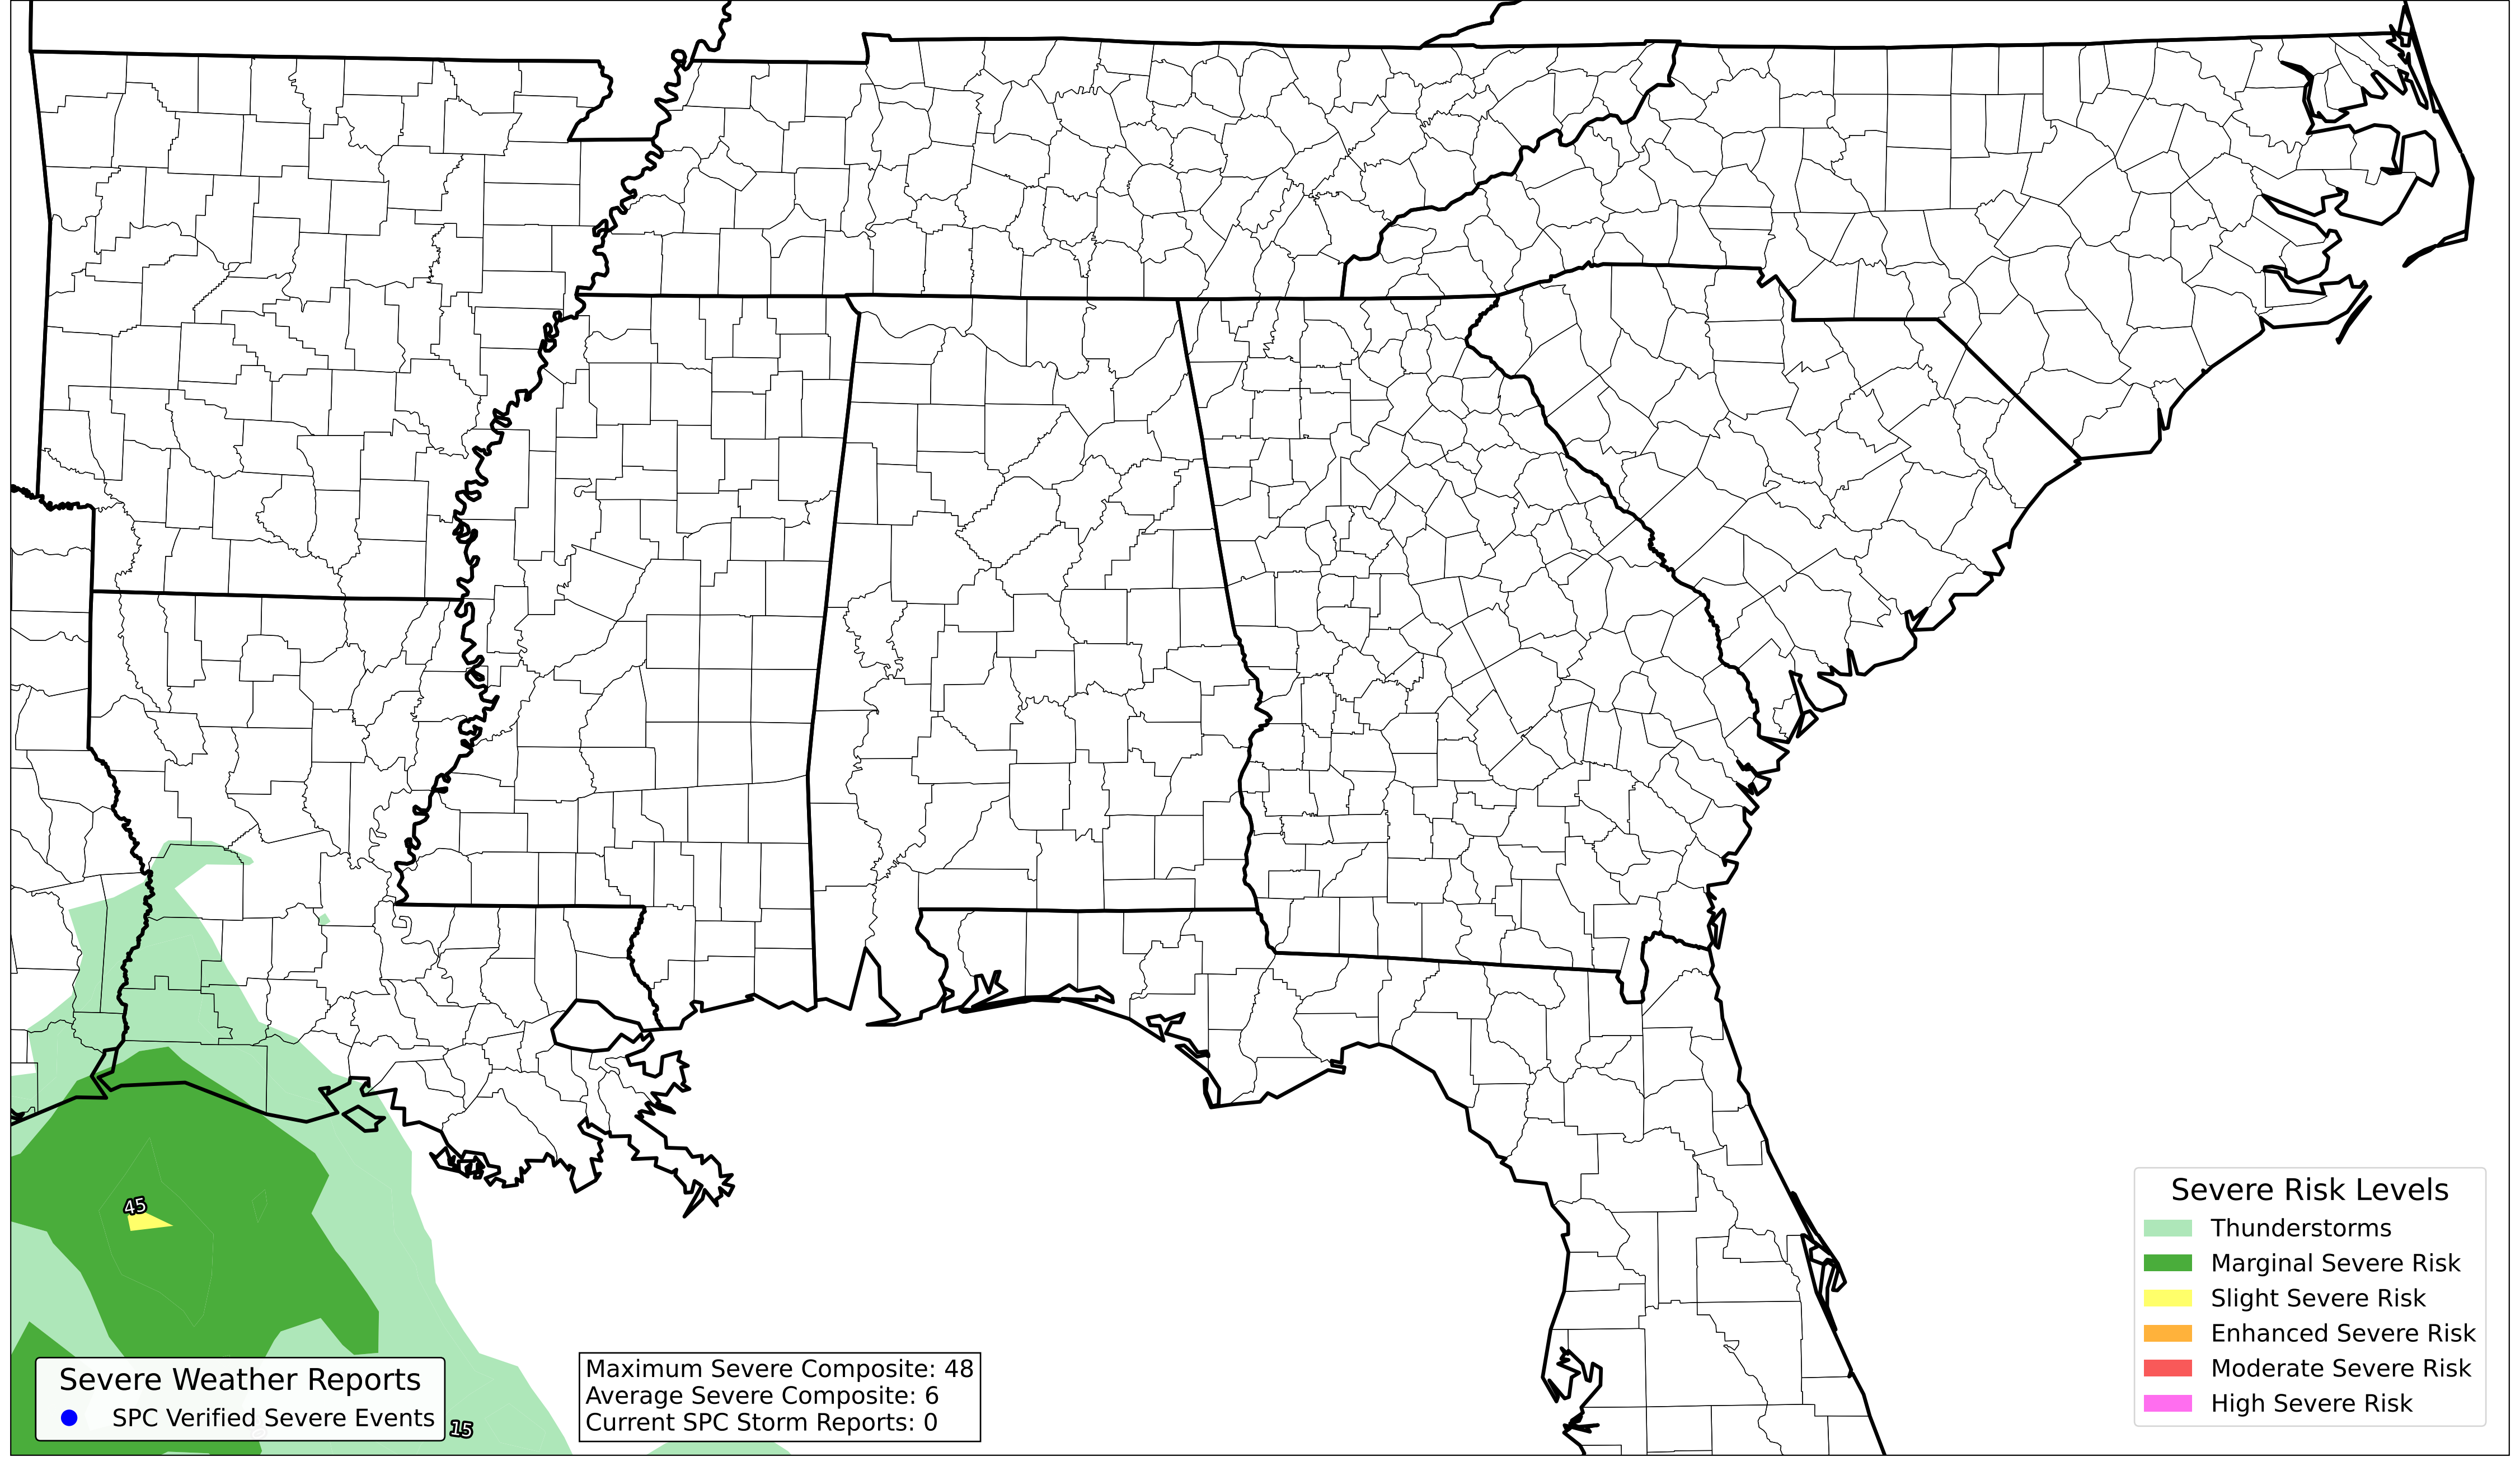 45
Severe Risk Levels
Thunderstorms
Marginal Severe Risk
Slight Severe Risk
Enhanced Severe Risk
Moderate Severe Risk
High Severe Risk
Severe Weather Reports
SPC Verified Severe Events
15
Maximum Severe Composite: 48
Average Severe Composite: 6
Current SPC Storm Reports: 0